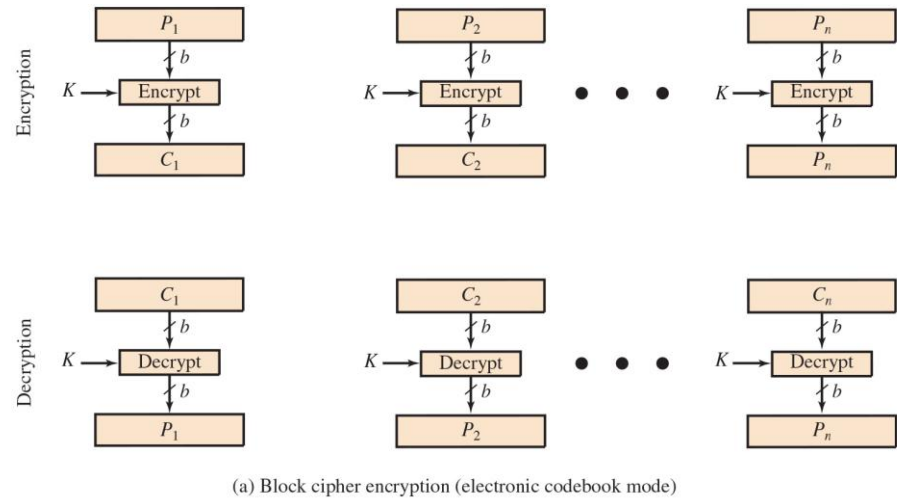 Encryption
P₁ P₂ Pₙ
b b b
K Encrypt K Encrypt K Encrypt
b b b
C₁ C₂ Pₙ
Decryption
C₁ C₂ Cₙ
b b b
K Decrypt K Decrypt K Decrypt
b b b
P₁ P₂ Pₙ
(a) Block cipher encryption (electronic codebook mode)